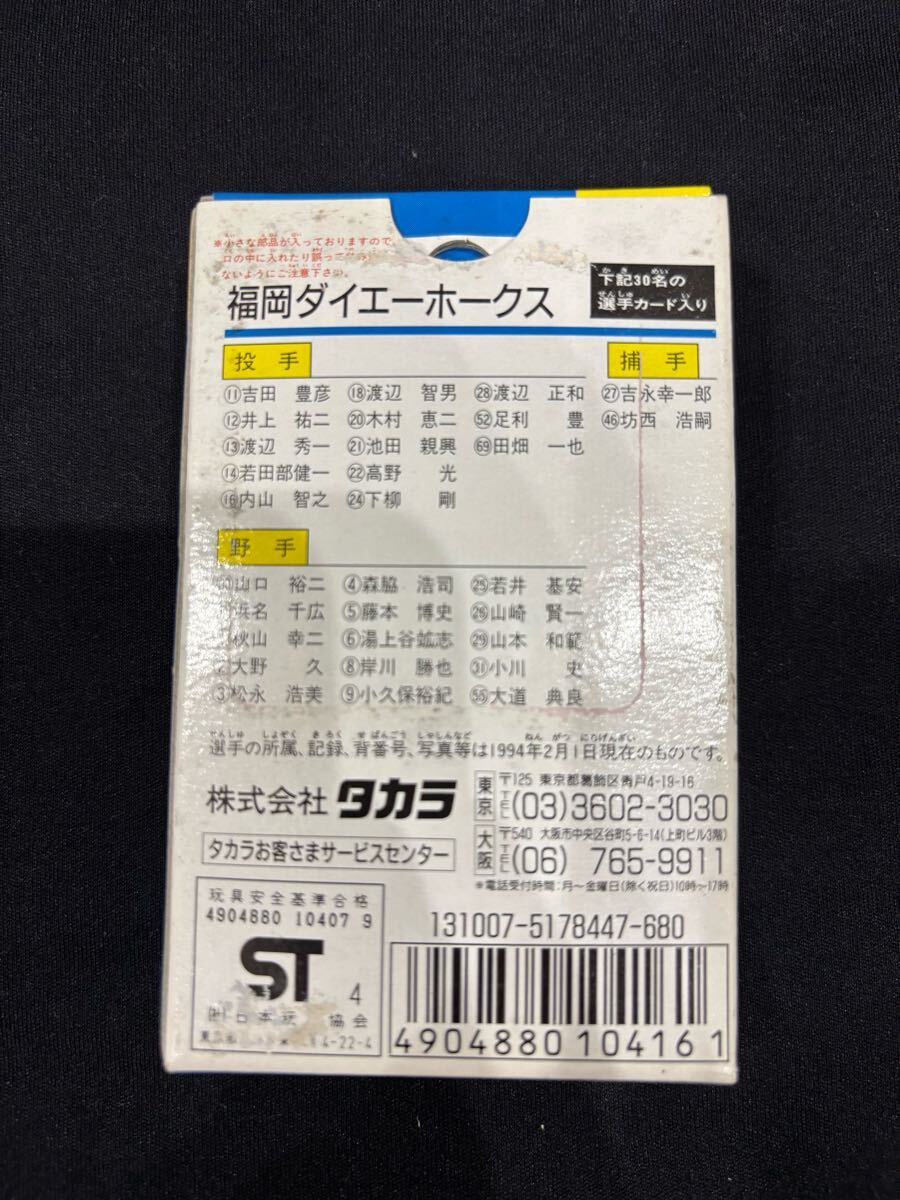 ※小さな部品が入っておりますので、
口の中に入れたり誤って
ないようにご注意下さい。
福岡ダイエーホークス
下記30名の
選手カード入り
投手
⑪吉田 豊彦 ⑱渡辺 智男 ㉘渡辺 正和
⑫井上 祐二 ⑳木村 恵二 52足利 豊
⑬渡辺 秀一 ㉑池田 親興 69田畑 一也
⑭若田部健一 ㉒高野 光
⑯内山 智之 ㉔下柳 剛
捕手
㉗吉永幸一郎
㊻坊西 浩嗣
野手
山口 裕二 ④森脇 浩司 ㉕若井 基安
浜名 千広 ⑤藤本 博史 ㉖山崎 賢一
秋山 幸二 ⑥湯上谷竑志 ㉙山本 和範
大野 久 ⑧岸川 勝也 ㉛小川 史
③松永 浩美 ⑨小久保裕紀 55大道 典良
選手の所属、記録、背番号、写真等は1994年2月1日現在のものです。
株式会社 タカラ
タカラお客さまサービスセンター
東京 〒125 東京都葛飾区青戸4-19-16
TEL(03)3602-3030
大阪 〒540 大阪市中央区谷町5-6-14(上町ビル3階)
TEL(06) 765-9911
※電話受付時間:月～金曜日(除く祝日)10時～17時
玩具安全基準合格
4904880 10407 9
ST 4
日本玩 協会
4-22-4
131007-5178447-680
4904880104161